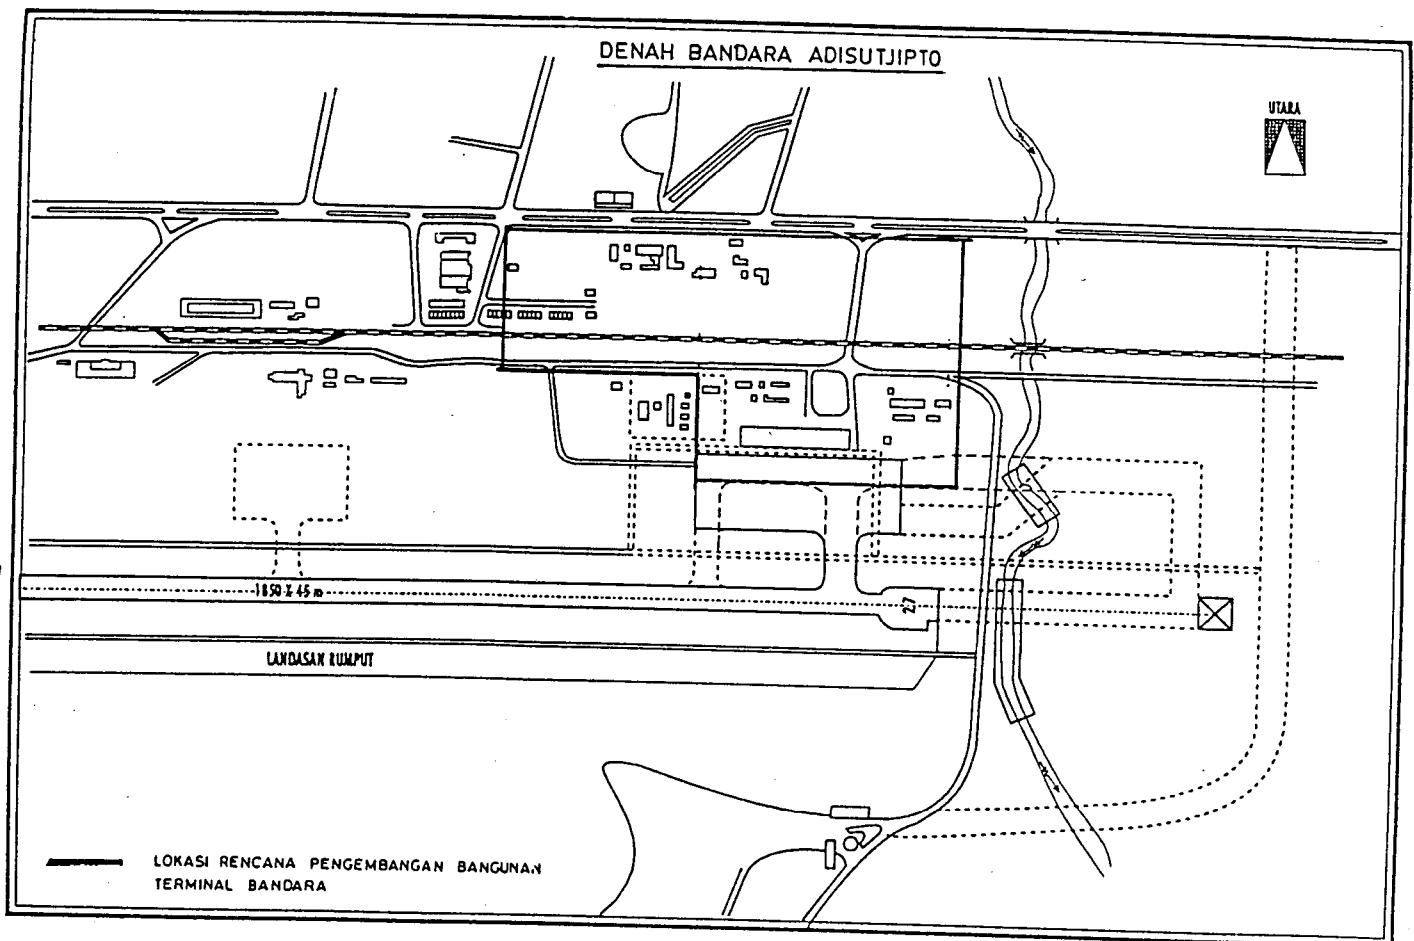 DENAH BANDARA ADISUTJIPTO
UTARA
1850 X 45 m
27
LANDASAN RUMPUT
LOKASI RENCANA PENGEMBANGAN BANGUNAN
TERMINAL BANDARA